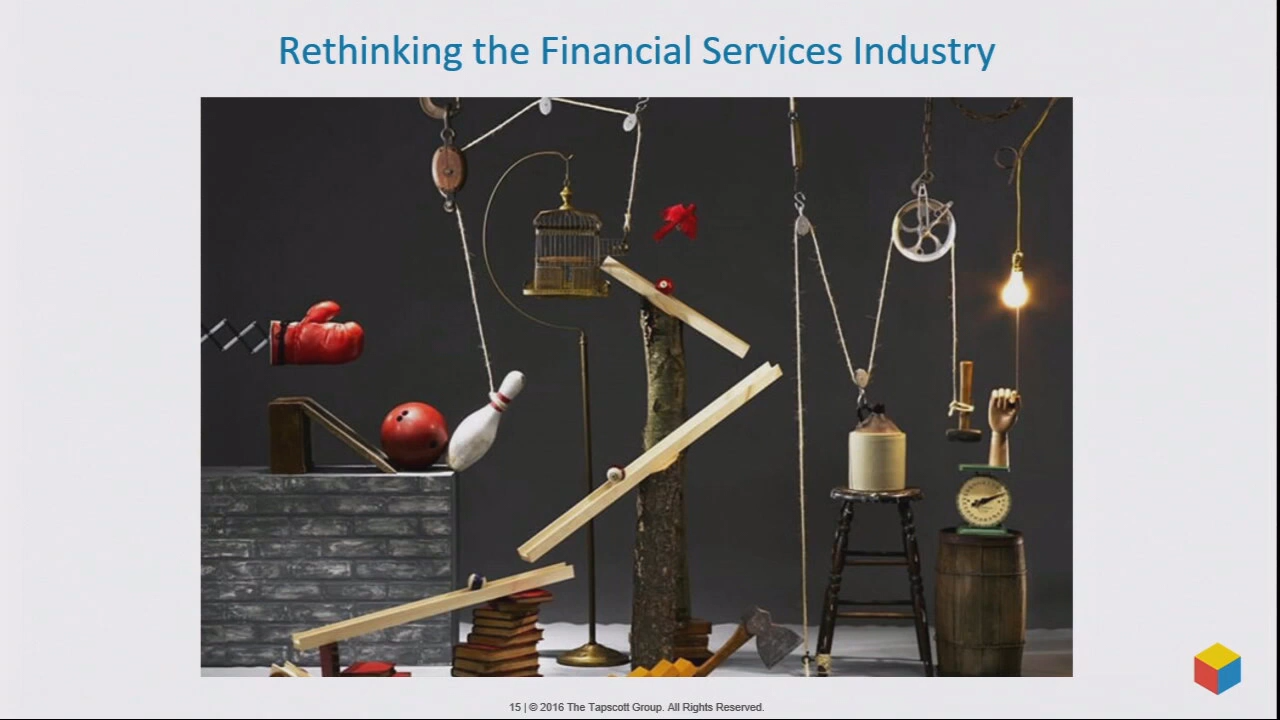 Rethinking the Financial Services Industry
15 | © 2016 The Tapscott Group. All Rights Reserved.